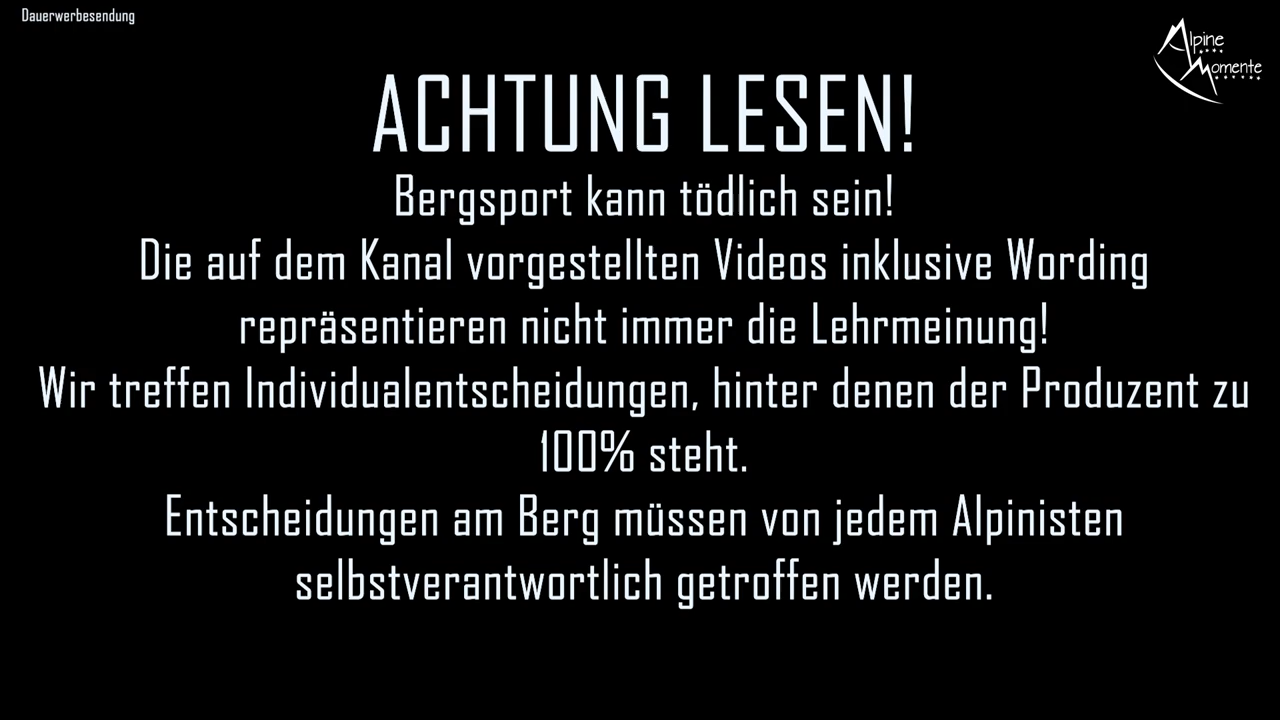 Dauerwerbesendung
Alpine
Momente
ACHTUNG LESEN!
Bergsport kann tödlich sein!
Die auf dem Kanal vorgestellten Videos inklusive Wording
repräsentieren nicht immer die Lehrmeinung!
Wir treffen Individualentscheidungen, hinter denen der Produzent zu
100% steht.
Entscheidungen am Berg müssen von jedem Alpinisten
selbstverantwortlich getroffen werden.